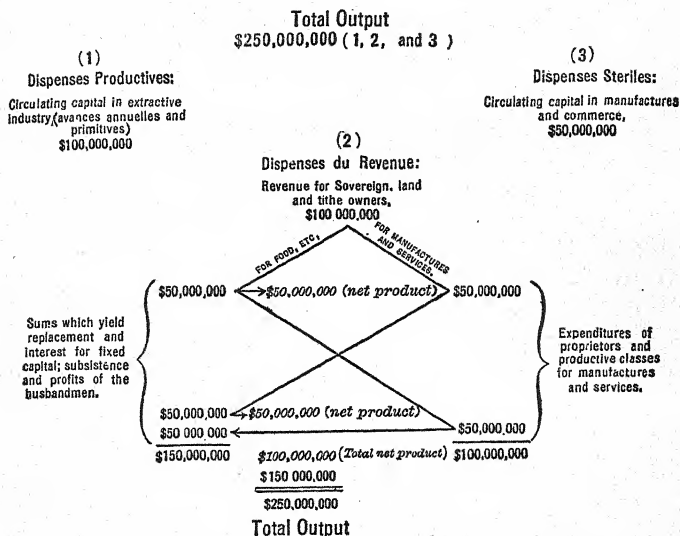 Total Output
$250,000,000 (1, 2, and 3 )
(1)
Dispenses Productives:
Circulating capital in extractive
industry,(avances annuelles and
primitives)
$100,000,000
(3)
Dispenses Steriles:
Circulating capital in manufactures
and commerce,
$50,000,000
(2)
Dispenses du Revenue:
Revenue for Sovereign. land
and tithe owners,
$100 000,000
FOR FOOD, ETC,
FOR MANUFACTURES
AND SERVICES.
$50,000,000 $50,000,000 (net product) $50,000,000
Sums which yield
replacement and
interest for fixed
capital; subsistence
and profits of the
husbandmen.
Expenditures of
proprietors and
productive classes
for manufactures
and services.
$50,000,000 $50,000,000 (net product)
$50 000,000 $50,000,000
$150,000,000 $100,000,000 (Total net product) $100,000,000
$150 000,000
$250,000,000
Total Output